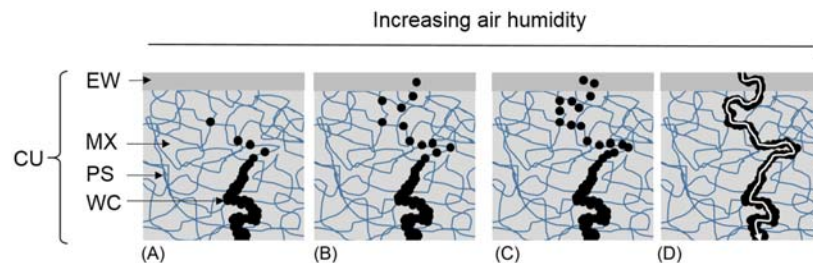 Increasing air humidity
EW
MX
CU
PS
WC
(A) (B) (C) (D)